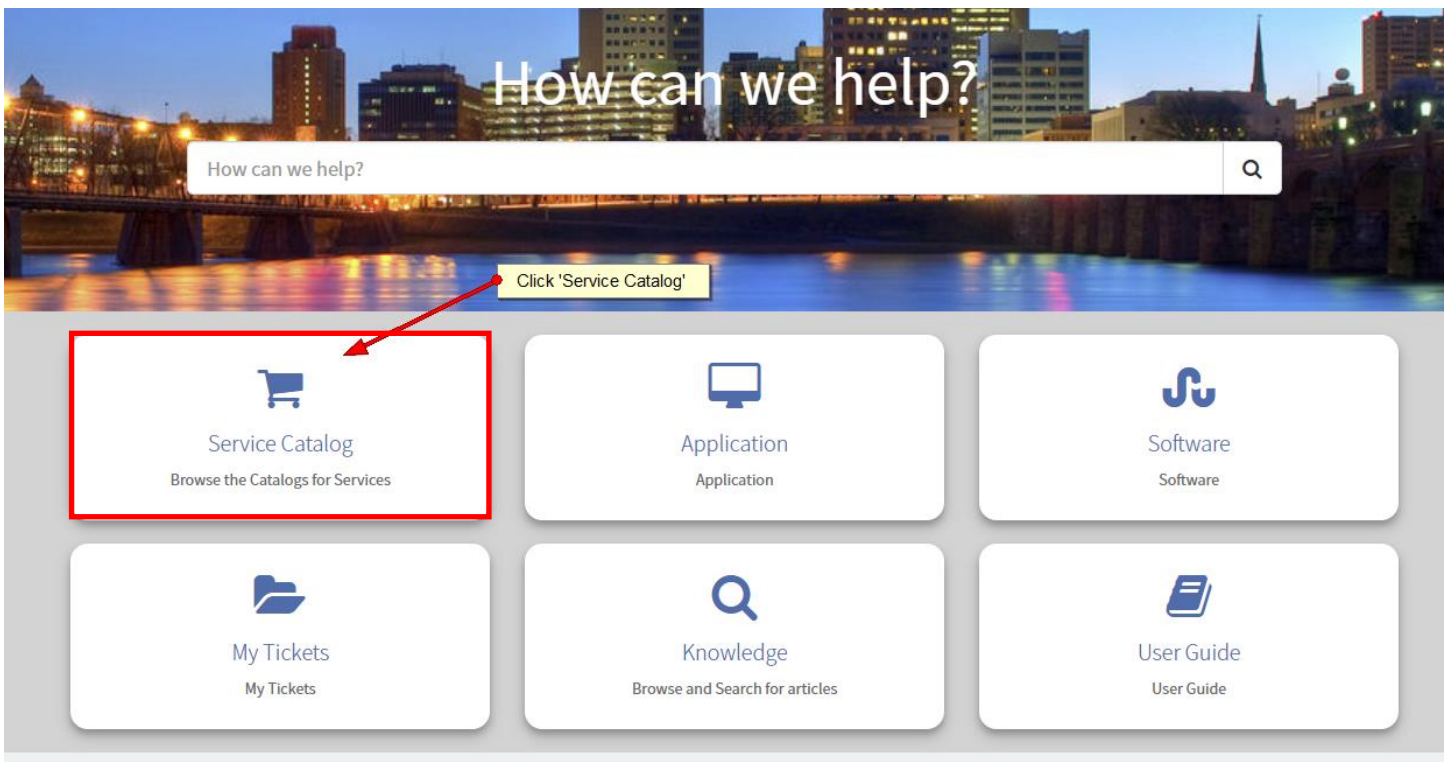 How can we help?
How can we help?
Click 'Service Catalog'
Service Catalog
Browse the Catalogs for Services
Application
Application
Software
Software
My Tickets
My Tickets
Knowledge
Browse and Search for articles
User Guide
User Guide